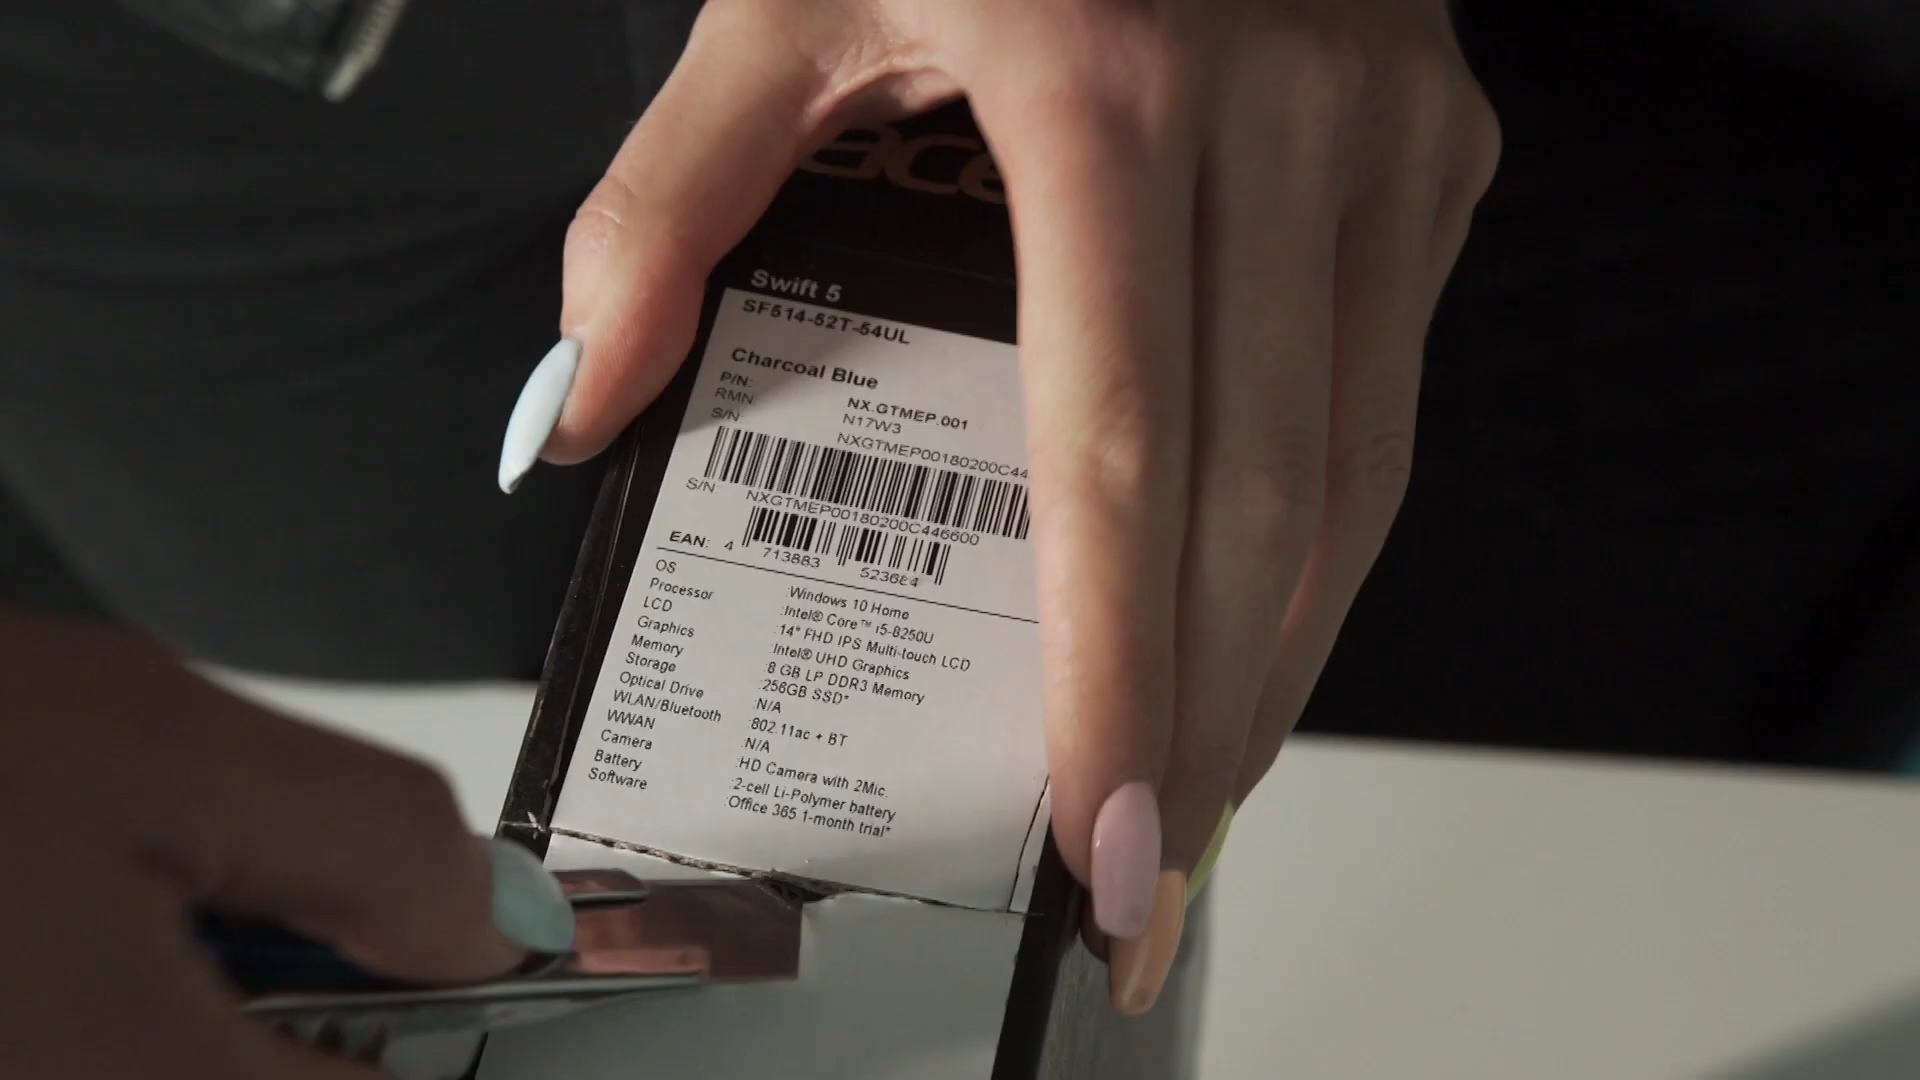 ace
Swift 5
SF514-52T-54UL
Charcoal Blue
P/N: NX.GTMEP.001
RMN: N17W3
S/N: NXGTMEP00180200C44
S/N: NXGTMEP00180200C446600
EAN: 4 713883 523684
OS :Windows 10 Home
Processor :Intel® Core™ i5-8250U
LCD :14" FHD IPS Multi-touch LCD
Graphics :Intel® UHD Graphics
Memory :8 GB LP DDR3 Memory
Storage :256GB SSD*
Optical Drive :N/A
WLAN/Bluetooth :802.11ac + BT
WWAN :N/A
Camera :HD Camera with 2Mic.
Battery :2-cell Li-Polymer battery
Software :Office 365 1-month trial*